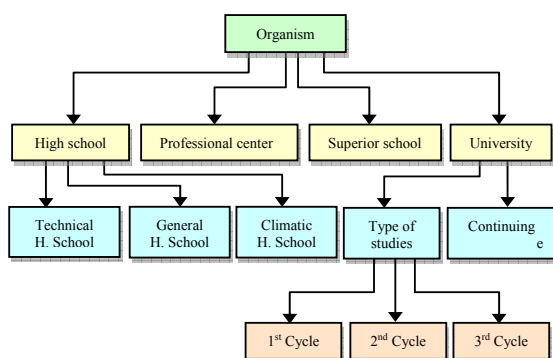 Organism
High school
Professional center
Superior school
University
Technical
H. School
General
H. School
Climatic
H. School
Type of
studies
Continuing
e
1st Cycle
2nd Cycle
3rd Cycle